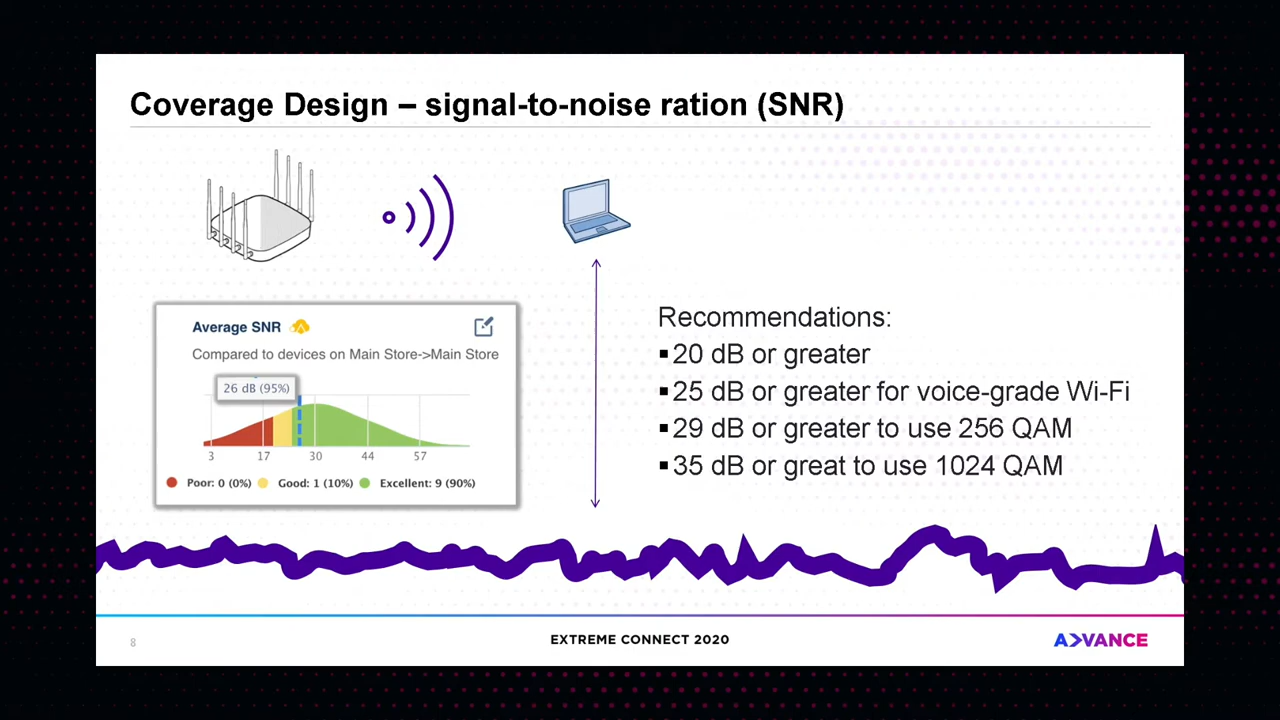 Coverage Design – signal-to-noise ration (SNR)
Average SNR
Compared to devices on Main Store->Main Store
26 dB (95%)
3 17 30 44 57
Poor: 0 (0%) Good: 1 (10%) Excellent: 9 (90%)
Recommendations:
▪20 dB or greater
▪25 dB or greater for voice-grade Wi-Fi
▪29 dB or greater to use 256 QAM
▪35 dB or great to use 1024 QAM
8
EXTREME CONNECT 2020
ADVANCE